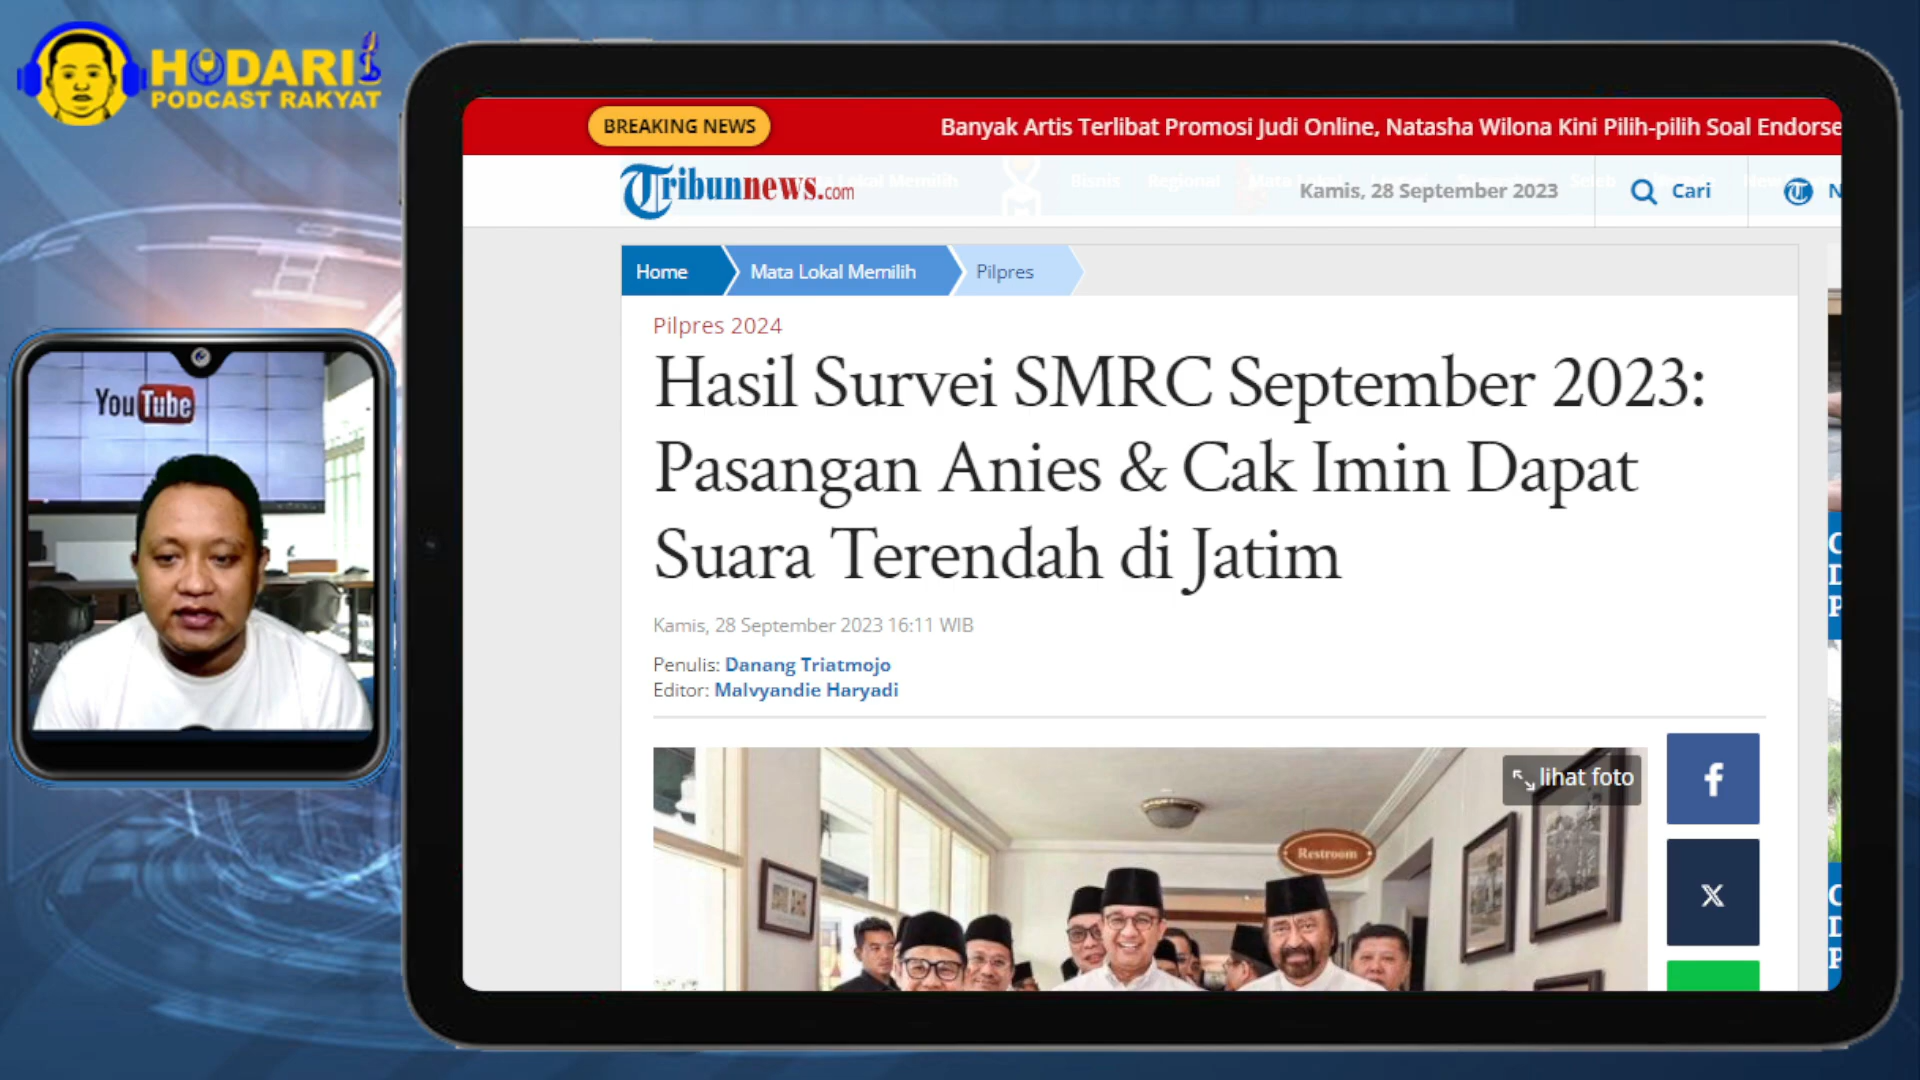 HODARI
PODCAST RAKYAT
YouTube
BREAKING NEWS
Banyak Artis Terlibat Promosi Judi Online, Natasha Wilona Kini Pilih-pilih Soal Endorse
Tribunnews.com
Bisnis
Regional
Kamis, 28 September 2023
Cari
N
Home
Mata Lokal Memilih
Pilpres
Pilpres 2024
Hasil Survei SMRC September 2023:
Pasangan Anies & Cak Imin Dapat
Suara Terendah di Jatim
Kamis, 28 September 2023 16:11 WIB
Penulis: Danang Triatmojo
Editor: Malvyandie Haryadi
lihat foto
Restroom
f
X